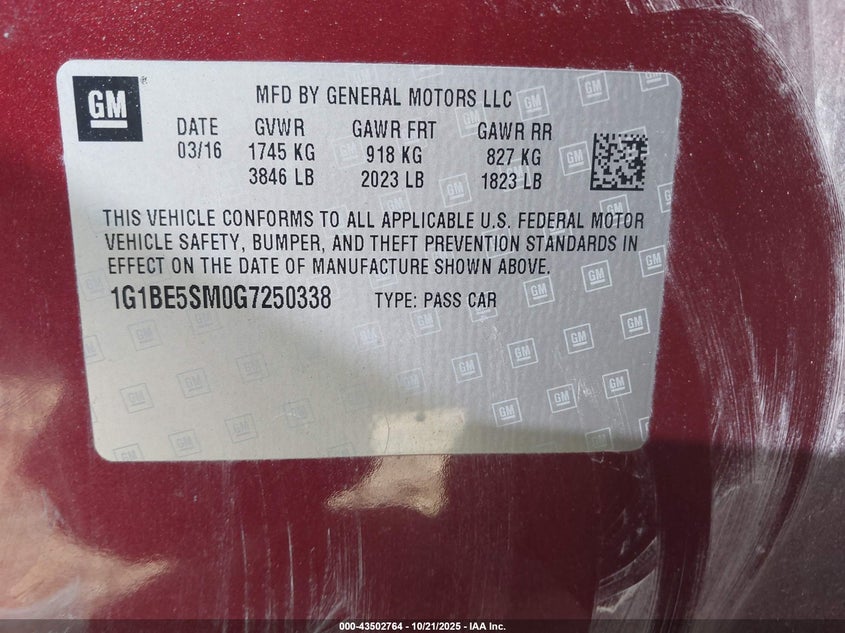 GM
MFD BY GENERAL MOTORS LLC
DATE GVWR GAWR FRT GAWR RR
03/16 1745 KG 918 KG 827 KG
3846 LB 2023 LB 1823 LB
THIS VEHICLE CONFORMS TO ALL APPLICABLE U.S. FEDERAL MOTOR
VEHICLE SAFETY, BUMPER, AND THEFT PREVENTION STANDARDS IN
EFFECT ON THE DATE OF MANUFACTURE SHOWN ABOVE.
1G1BE5SM0G7250338 TYPE: PASS CAR
000-43502764 - 10/21/2025 - IAA Inc.